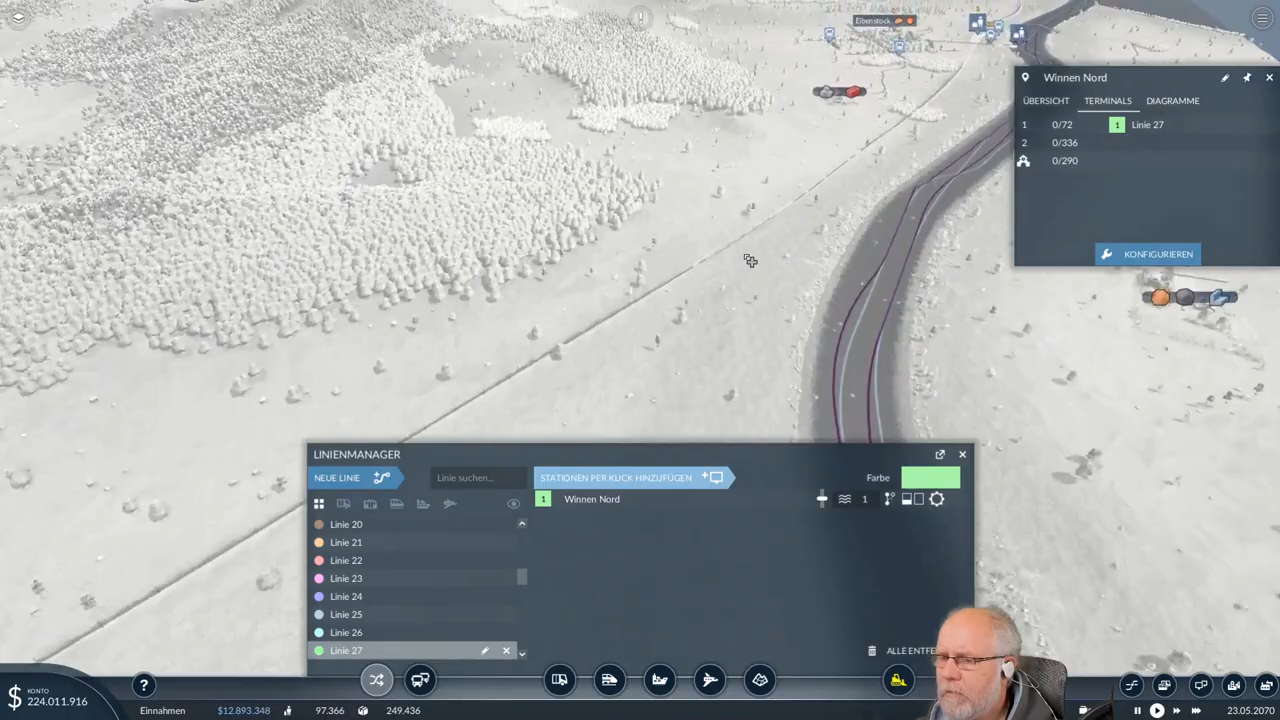 Eibenstock
Winnen Nord
ÜBERSICHT TERMINALS DIAGRAMME
1 0/72 1 Linie 27
2 0/336
0/290
KONFIGURIEREN
LINIENMANAGER
NEUE LINIE Linie suchen... STATIONEN PER KLICK HINZUFÜGEN Farbe
1 Winnen Nord 1
Linie 20
Linie 21
Linie 22
Linie 23
Linie 24
Linie 25
Linie 26
Linie 27
ALLE ENTFE
$ KONTO
224.011.916
?
Einnahmen $12.893.348 97.366 249.436
23.05.2070